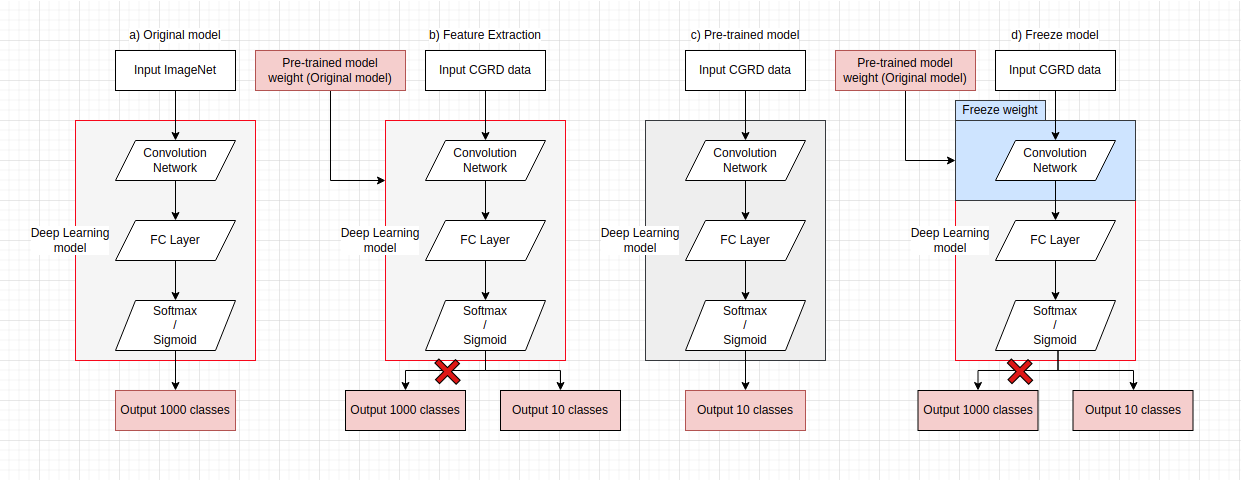 a) Original model
Input ImageNet
Convolution
Network
Deep Learning
model
FC Layer
Softmax
/
Sigmoid
Output 1000 classes
b) Feature Extraction
Pre-trained model
weight (Original model)
Input CGRD data
Convolution
Network
Deep Learning
model
FC Layer
Softmax
/
Sigmoid
Output 1000 classes
Output 10 classes
c) Pre-trained model
Input CGRD data
Convolution
Network
Deep Learning
model
FC Layer
Softmax
/
Sigmoid
Output 10 classes
d) Freeze model
Pre-trained model
weight (Original model)
Input CGRD data
Freeze weight
Convolution
Network
Deep Learning
model
FC Layer
Softmax
/
Sigmoid
Output 1000 classes
Output 10 classes